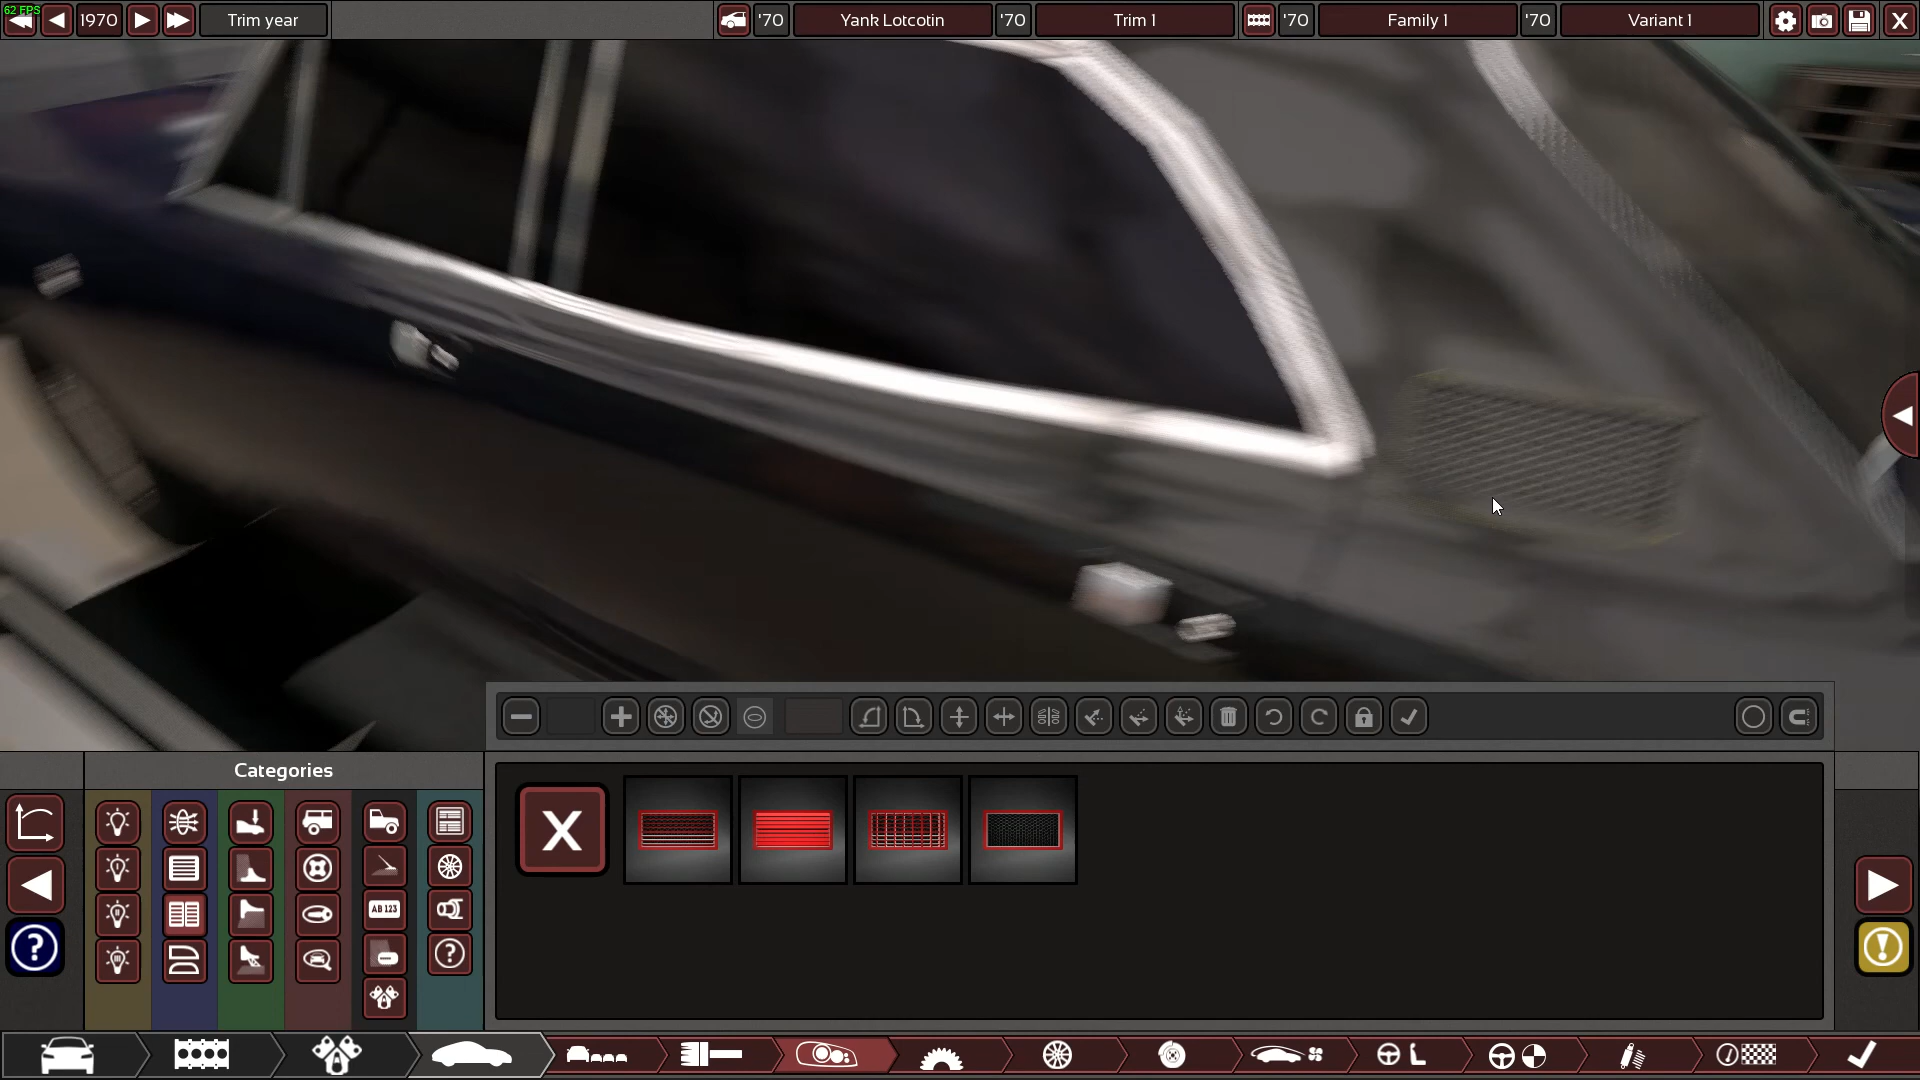 62 FPS
1970 Trim year '70 Yank Lotcotin '70 Trim 1 '70 Family 1 '70 Variant 1 X
Categories
X
AB 123
?
?
!